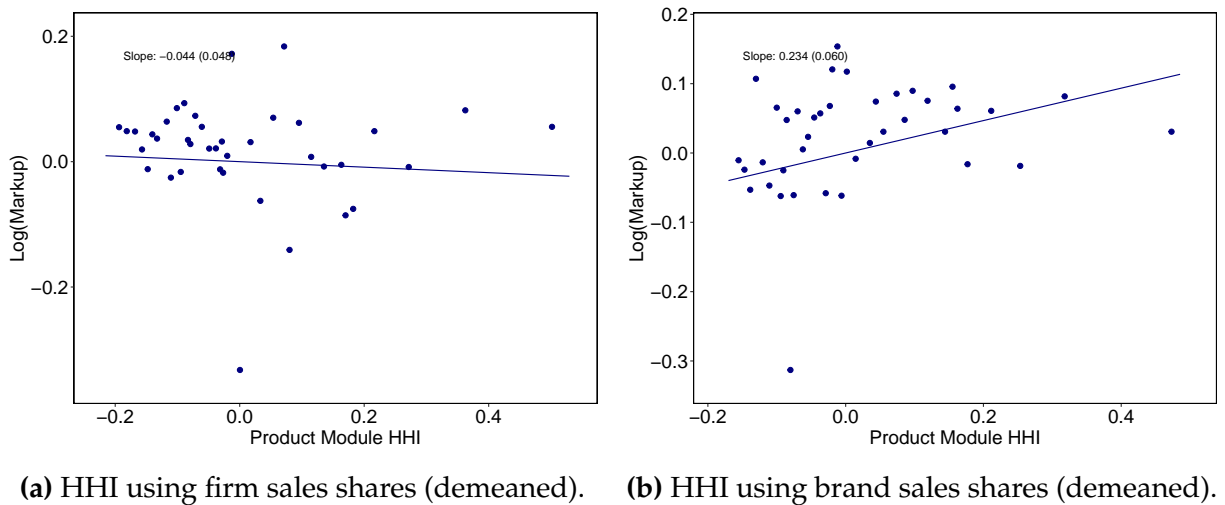 Slope: −0.044 (0.048)
0.2
0.0
−0.2
Log(Markup)
−0.2
0.0
0.2
0.4
Product Module HHI
(a) HHI using firm sales shares (demeaned).
Slope: 0.234 (0.060)
0.2
0.1
0.0
−0.1
−0.2
−0.3
Log(Markup)
−0.2
0.0
0.2
0.4
Product Module HHI
(b) HHI using brand sales shares (demeaned).